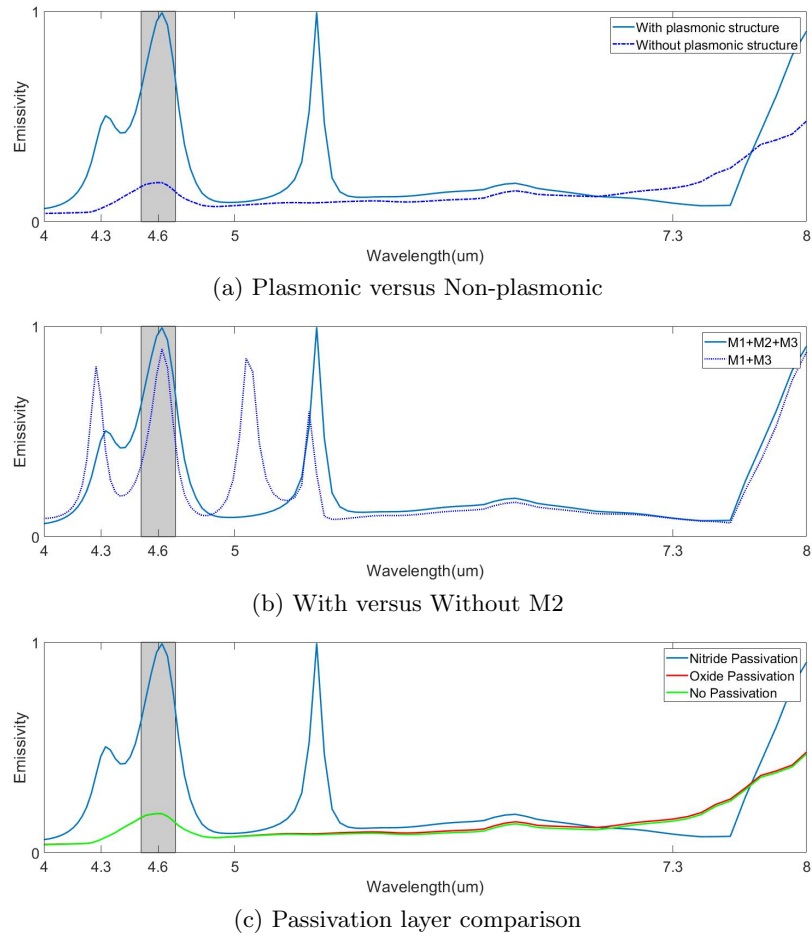 1
With plasmonic structure
Without plasmonic structure
Emissivity
0
4
4.3
4.6
5
7.3
8
Wavelength(um)
(a) Plasmonic versus Non-plasmonic
1
M1+M2+M3
M1+M3
Emissivity
0
4
4.3
4.6
5
7.3
8
Wavelength(um)
(b) With versus Without M2
1
Nitride Passivation
Oxide Passivation
No Passivation
Emissivity
0
4
4.3
4.6
5
7.3
8
Wavelength(um)
(c) Passivation layer comparison